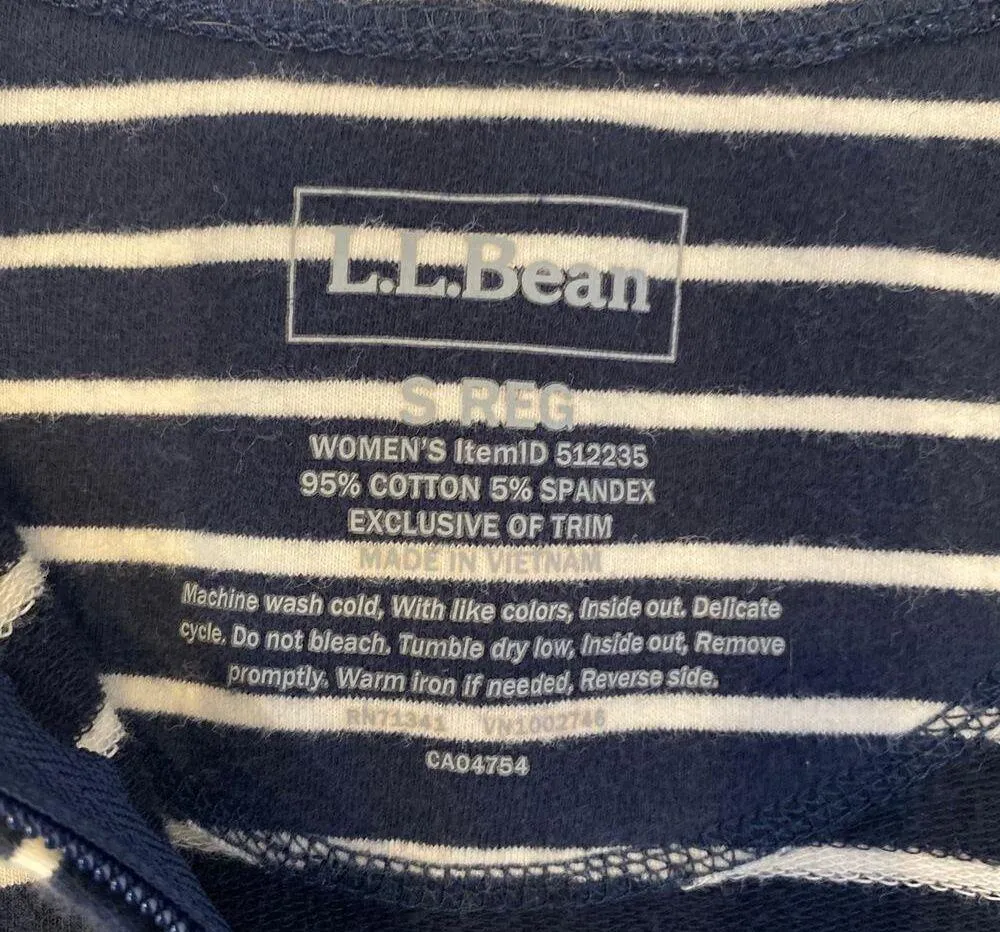 L.L.Bean
S REG
WOMEN'S ItemID 512235
95% COTTON 5% SPANDEX
EXCLUSIVE OF TRIM
MADE IN VIETNAM
Machine wash cold, With like colors, Inside out. Delicate
cycle. Do not bleach. Tumble dry low, Inside out, Remove
promptly. Warm iron if needed, Reverse side.
RN71341 VN1002746
CA04754